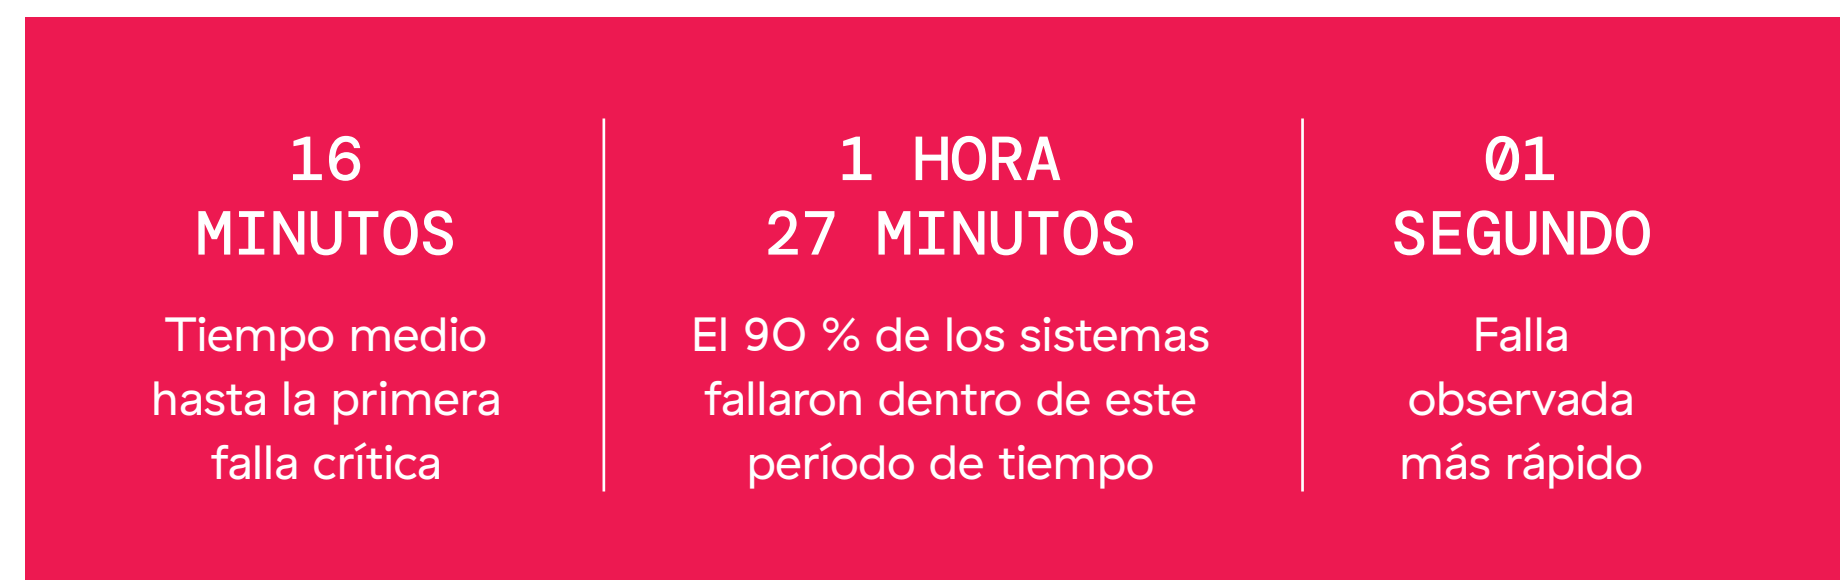 16
MINUTOS
Tiempo medio
hasta la primera
falla crítica
1 HORA
27 MINUTOS
El 90 % de los sistemas
fallaron dentro de este
período de tiempo
01
SEGUNDO
Falla
observada
más rápido